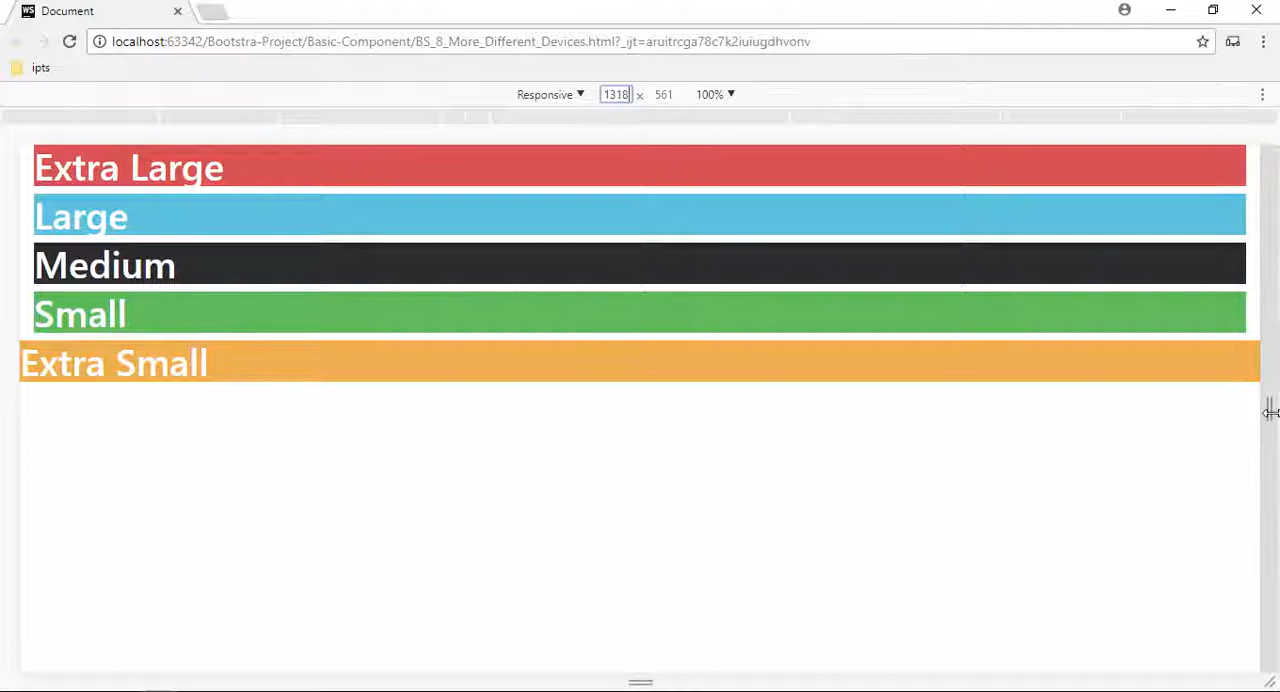 WS Document
localhost:63342/Bootstra-Project/Basic-Component/BS_8_More_Different_Devices.html?_ijt=aruitrcga78c7k2iuiugdhvonv
ipts
Responsive 1318 × 561 100%
Extra Large
Large
Medium
Small
Extra Small